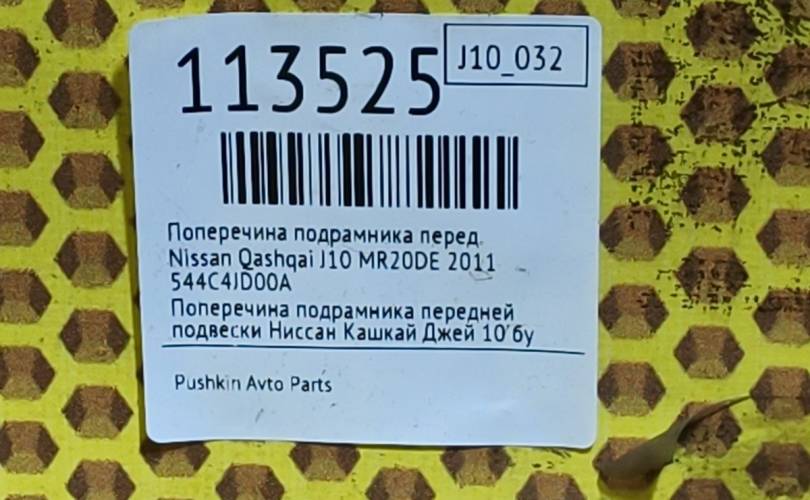 113525
J10_032
Поперечина подрамника перед.
Nissan Qashqai J10 MR20DE 2011
544C4JD00A
Поперечина подрамника передней
подвески Ниссан Кашкай Джей 10 бу
Pushkin Avto Parts